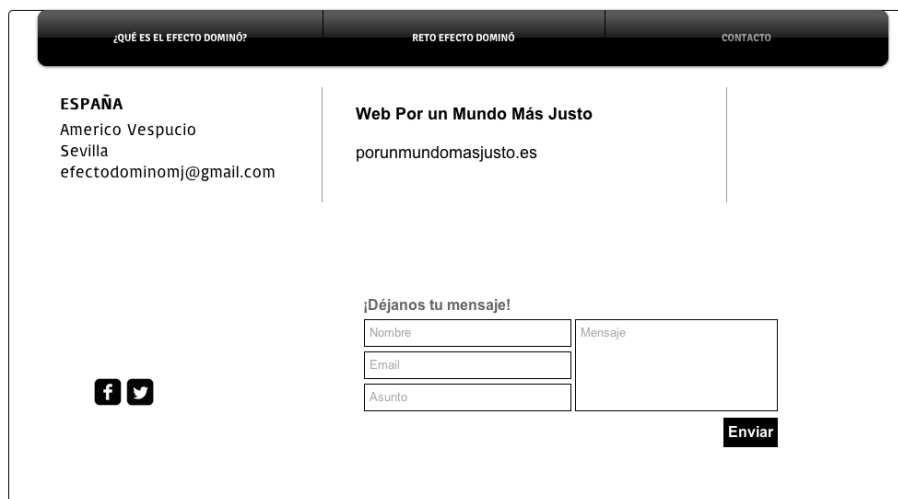 ¿QUÉ ES EL EFECTO DOMINÓ?
RETO EFECTO DOMINÓ
CONTACTO
ESPAÑA
Americo Vespucio
Sevilla
efectodominomj@gmail.com
Web Por un Mundo Más Justo
porunmundomasjusto.es
¡Déjanos tu mensaje!
Nombre
Mensaje
Email
Asunto
Enviar